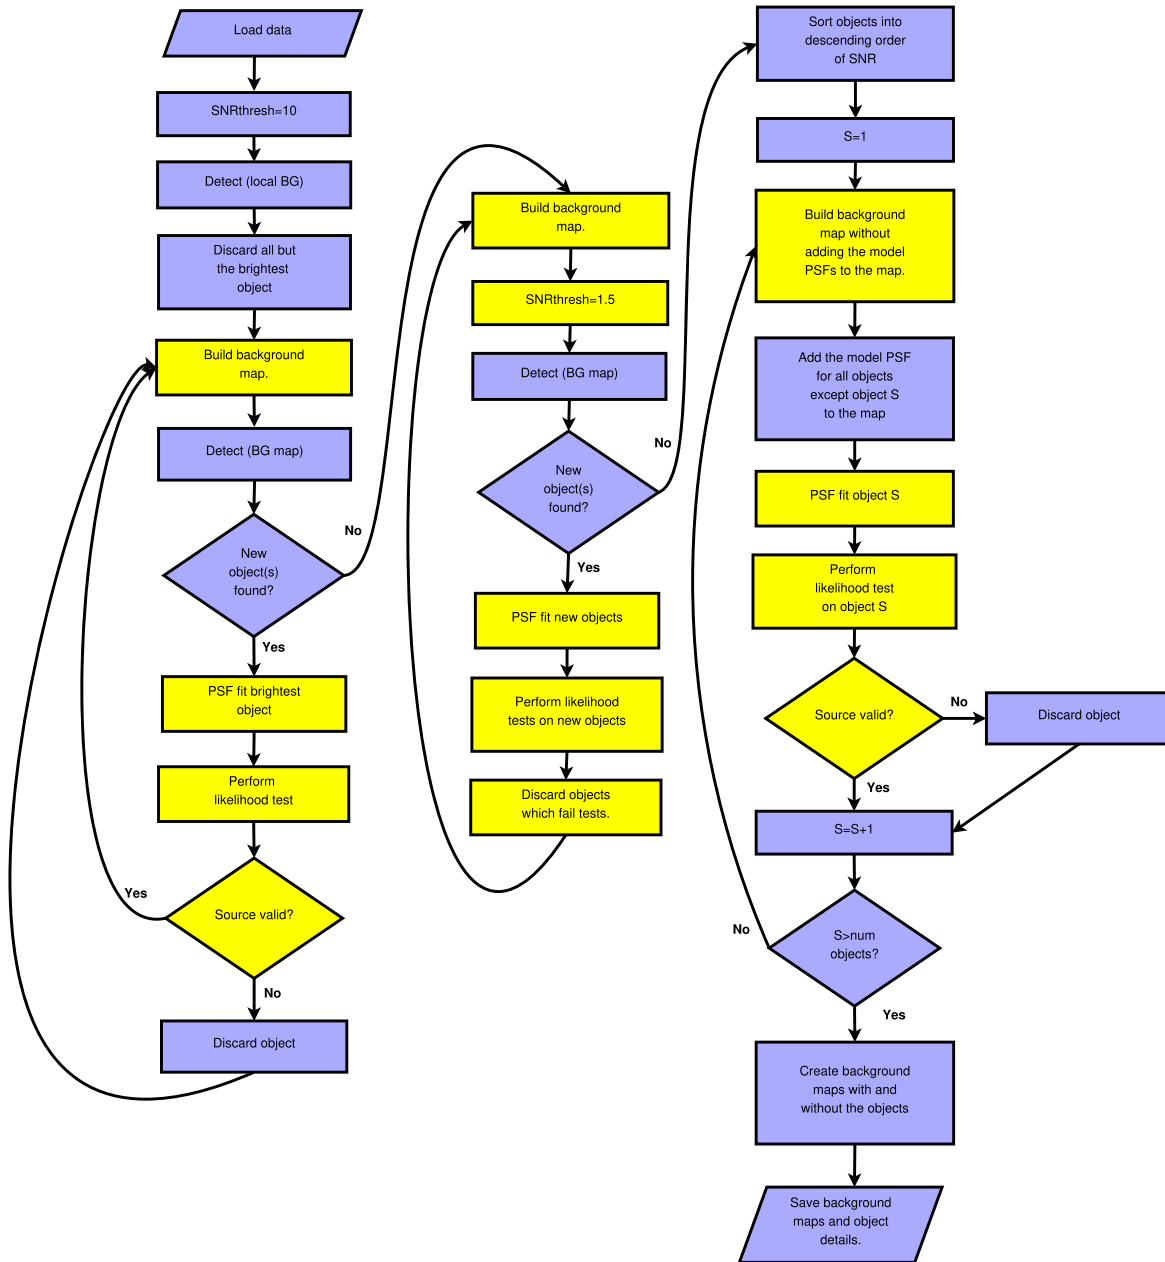 Load data
SNRthresh=10
Detect (local BG)
Discard all but
the brightest
object
Build background
map.
Detect (BG map)
New
object(s)
found?
No
Yes
PSF fit brightest
object
Perform
likelihood test
Yes
Source valid?
No
Discard object
Build background
map.
SNRthresh=1.5
Detect (BG map)
No
New
object(s)
found?
Yes
PSF fit new objects
Perform likelihood
tests on new objects
Discard objects
which fail tests.
Sort objects into
descending order
of SNR
S=1
Build background
map without
adding the model
PSFs to the map.
Add the model PSF
for all objects
except object S
to the map
PSF fit object S
Perform
likelihood test
on object S
Source valid?
No
Discard object
Yes
S=S+1
No
S>num
objects?
Yes
Create background
maps with and
without the objects
Save background
maps and object
details.